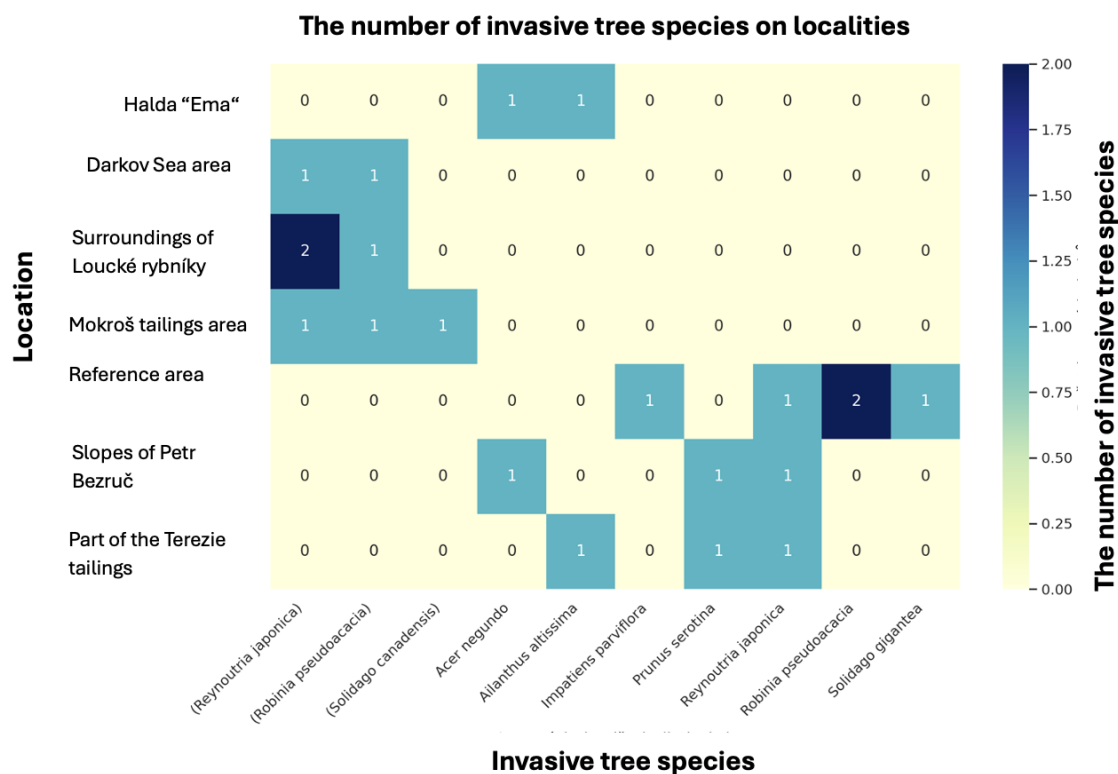 The number of invasive tree species on localities
Halda “Ema“
0 0 0 1 1 0 0 0 0 0
2.00
Darkov Sea area
1 1 0 0 0 0 0 0 0 0
1.75
Surroundings of
Loucké rybníky
2 1 0 0 0 0 0 0 0 0
1.50
1.25
Mokroš tailings area
1 1 1 0 0 0 0 0 0 0
1.00
Reference area
0 0 0 0 0 1 0 1 2 1
0.75
Slopes of Petr
Bezruč
0 0 0 1 0 0 1 1 0 0
0.50
Part of the Terezie
tailings
0 0 0 0 1 0 1 1 0 0
0.25
0.00
Location
The number of invasive tree species
(Reynoutria japonica)
(Robinia pseudoacacia)
(Solidago canadensis)
Acer negundo
Ailanthus altissima
Impatiens parviflora
Prunus serotina
Reynoutria japonica
Robinia pseudoacacia
Solidago gigantea
Invasive tree species